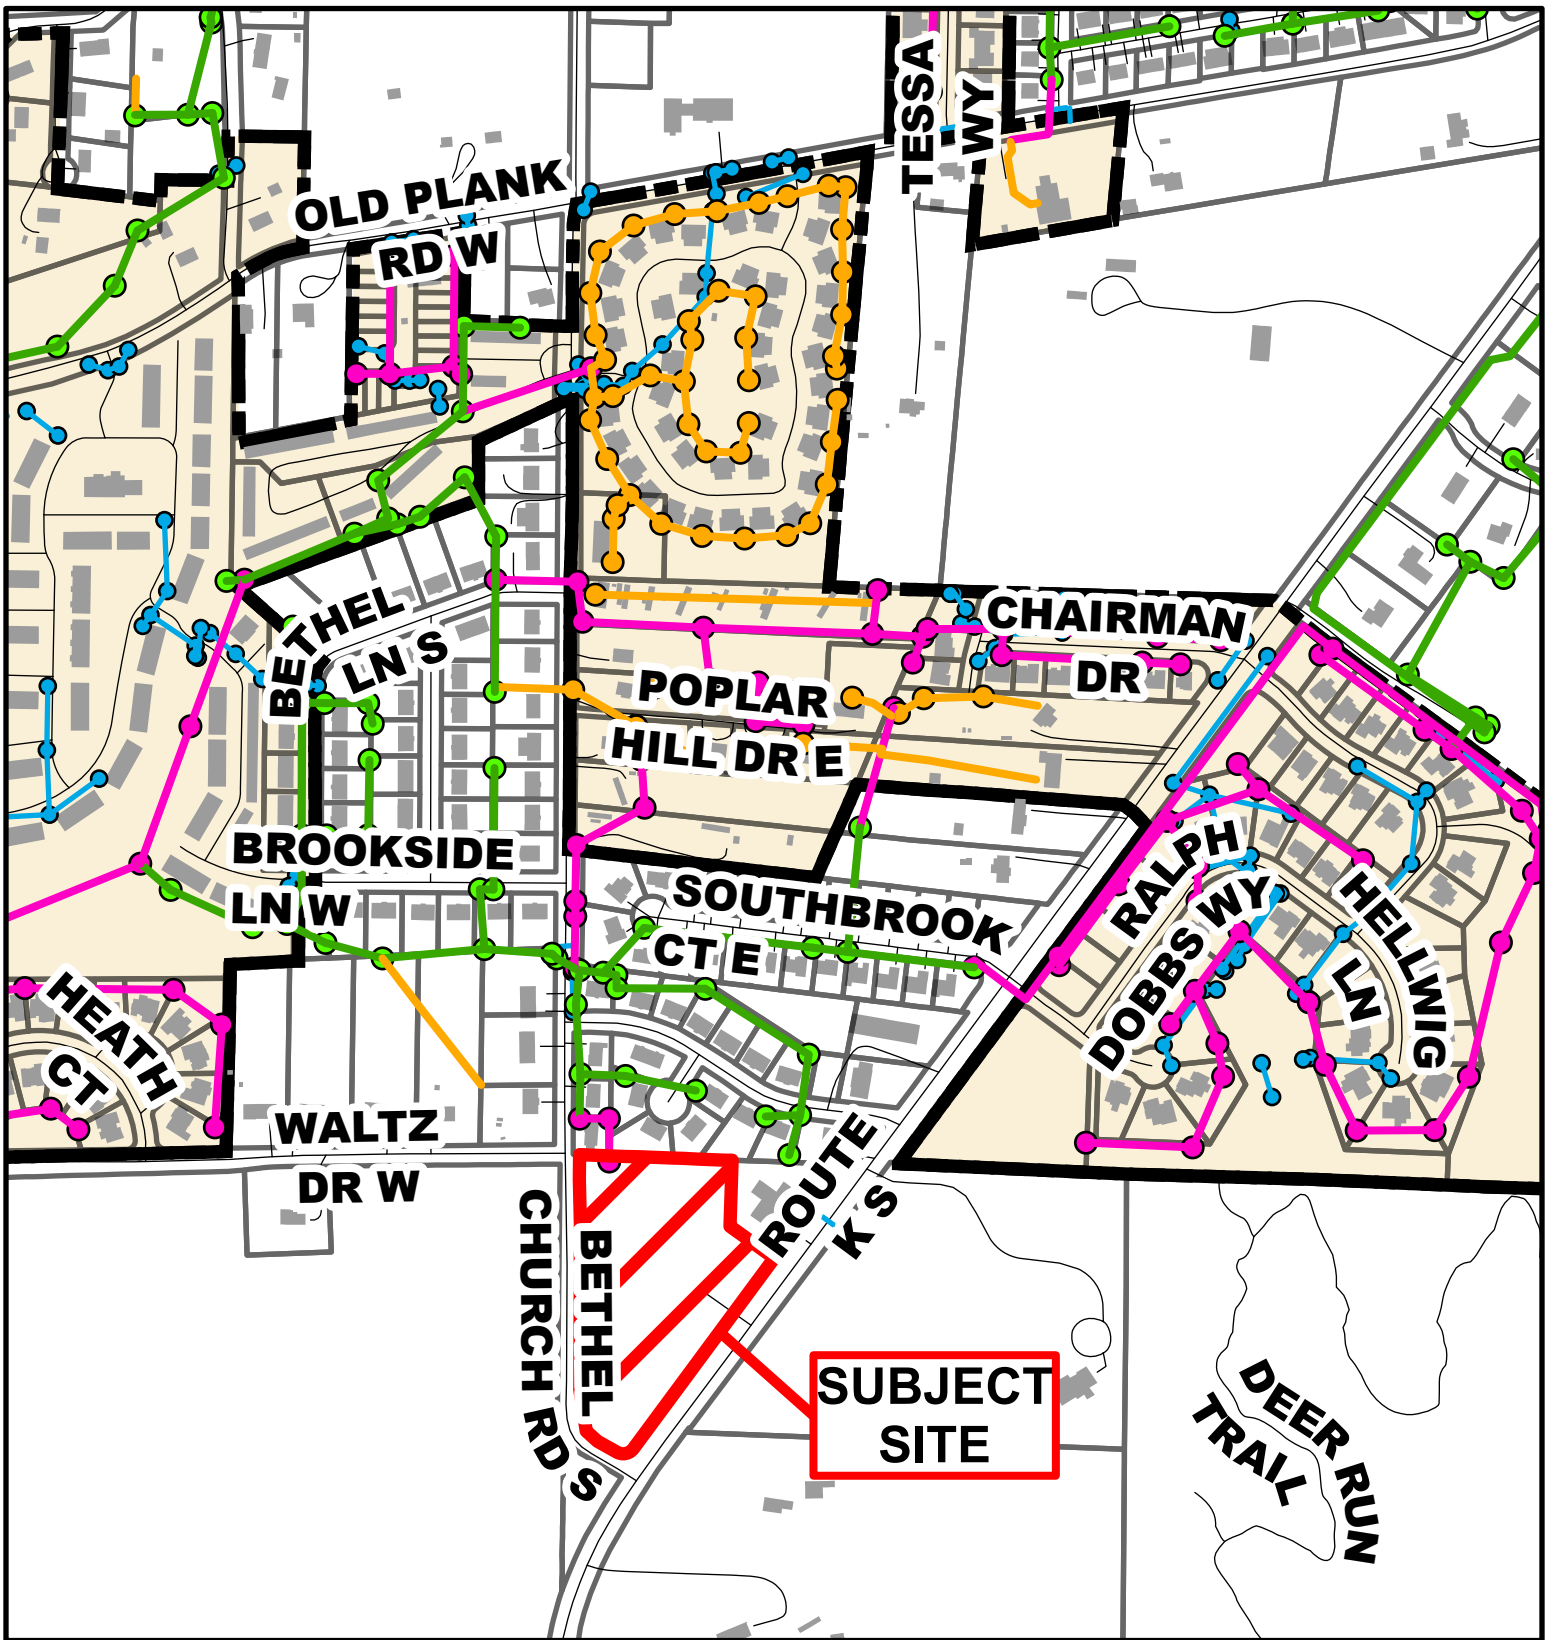 TESSA
WY
OLD PLANK
RD W
CHAIRMAN
DR
BETHEL
LN S
POPLAR
HILL DR E
BROOKSIDE
LN W
SOUTHBROOK
CT E
RALPH
DOBBS WY
HELLWIG
LN
HEATH
CT
WALTZ
DR W
ROUTE
K S
BETHEL
CHURCH RD S
SUBJECT
SITE
DEER RUN
TRAIL